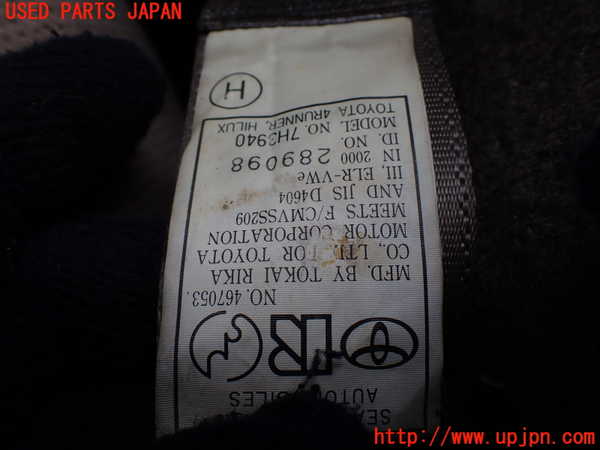 USED PARTS JAPAN
SEA
AUTOMOBILES
NO. 467053.
MFD. BY TOKAI RIKA
CO., LTD. FOR TOYOTA
MOTOR CORPORATION
MEETS F/CMVSS209
AND JIS D4604
III, ELR-VWe
IN 2000
ID. NO. 289098
MODEL NO. 7H3940
TOYOTA 4RUNNER, HILUX
H
http://www.upjpn.com/